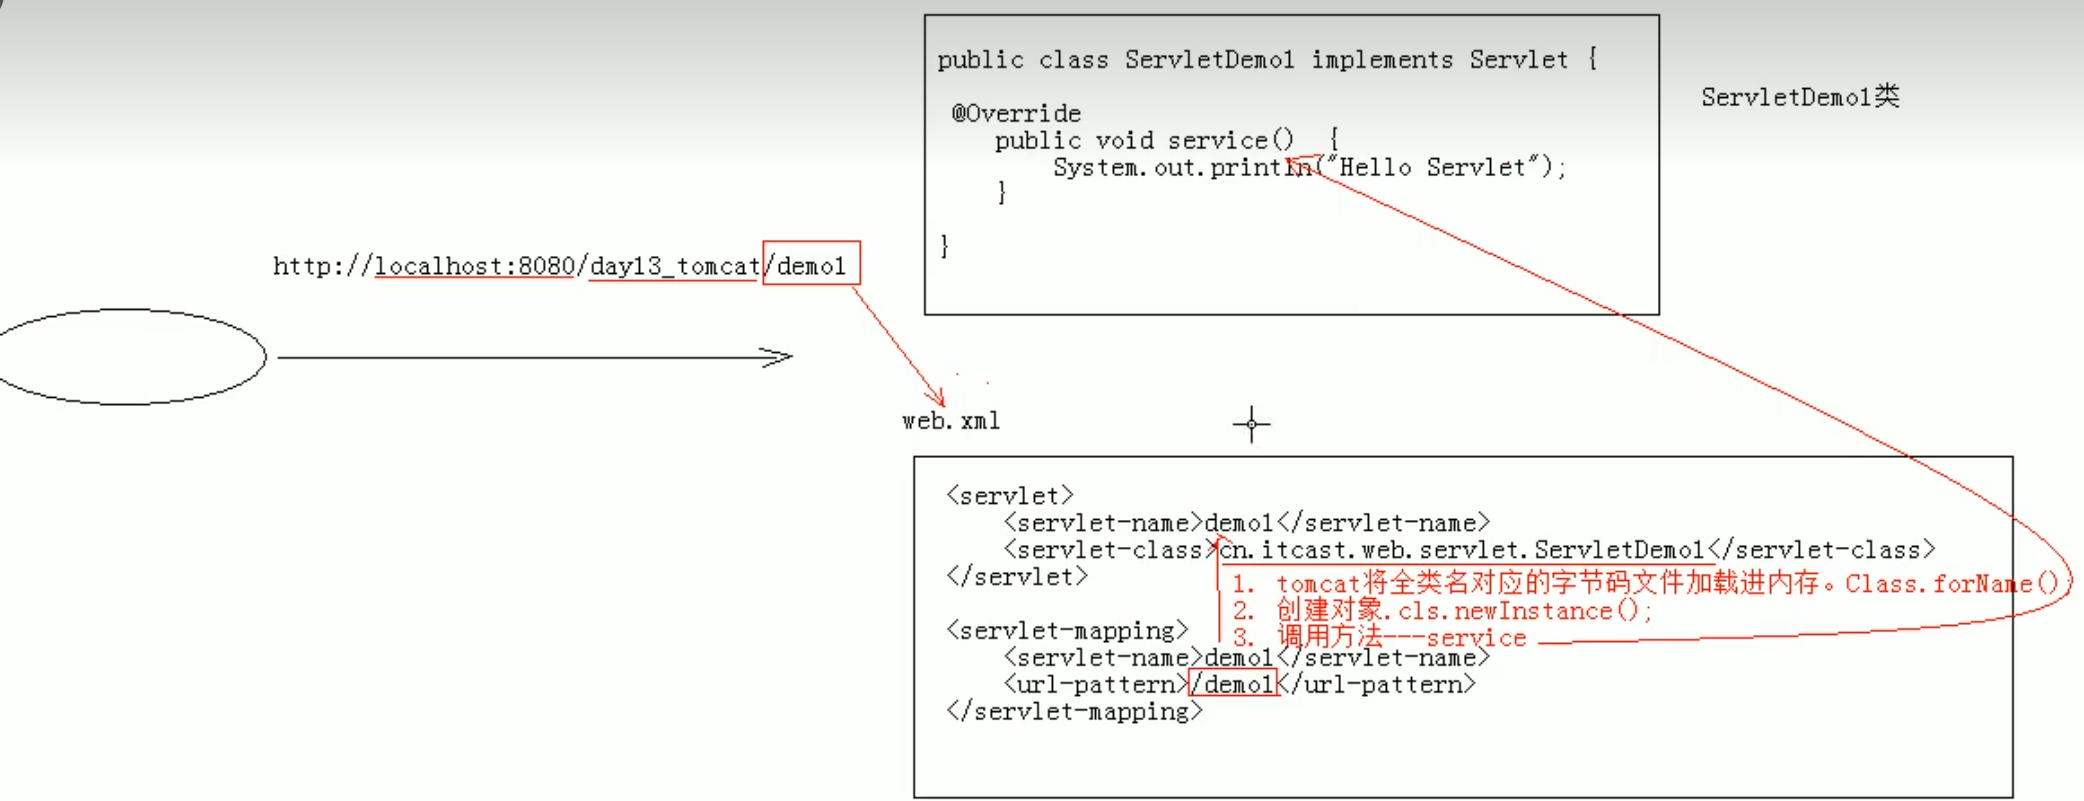 public class ServletDemo1 implements Servlet {
@Override
public void service() {
System.out.println("Hello Servlet");
}
}
ServletDemo1类
http://localhost:8080/day13_tomcat/demo1
web.xml
<servlet>
<servlet-name>demo1</servlet-name>
<servlet-class>cn.itcast.web.servlet.ServletDemo1</servlet-class>
</servlet>
1. tomcat将全类名对应的字节码文件加载进内存。Class.forName()
2. 创建对象.cls.newInstance();
3. 调用方法---service
<servlet-mapping>
<servlet-name>demo1</servlet-name>
<url-pattern>/demo1</url-pattern>
</servlet-mapping>